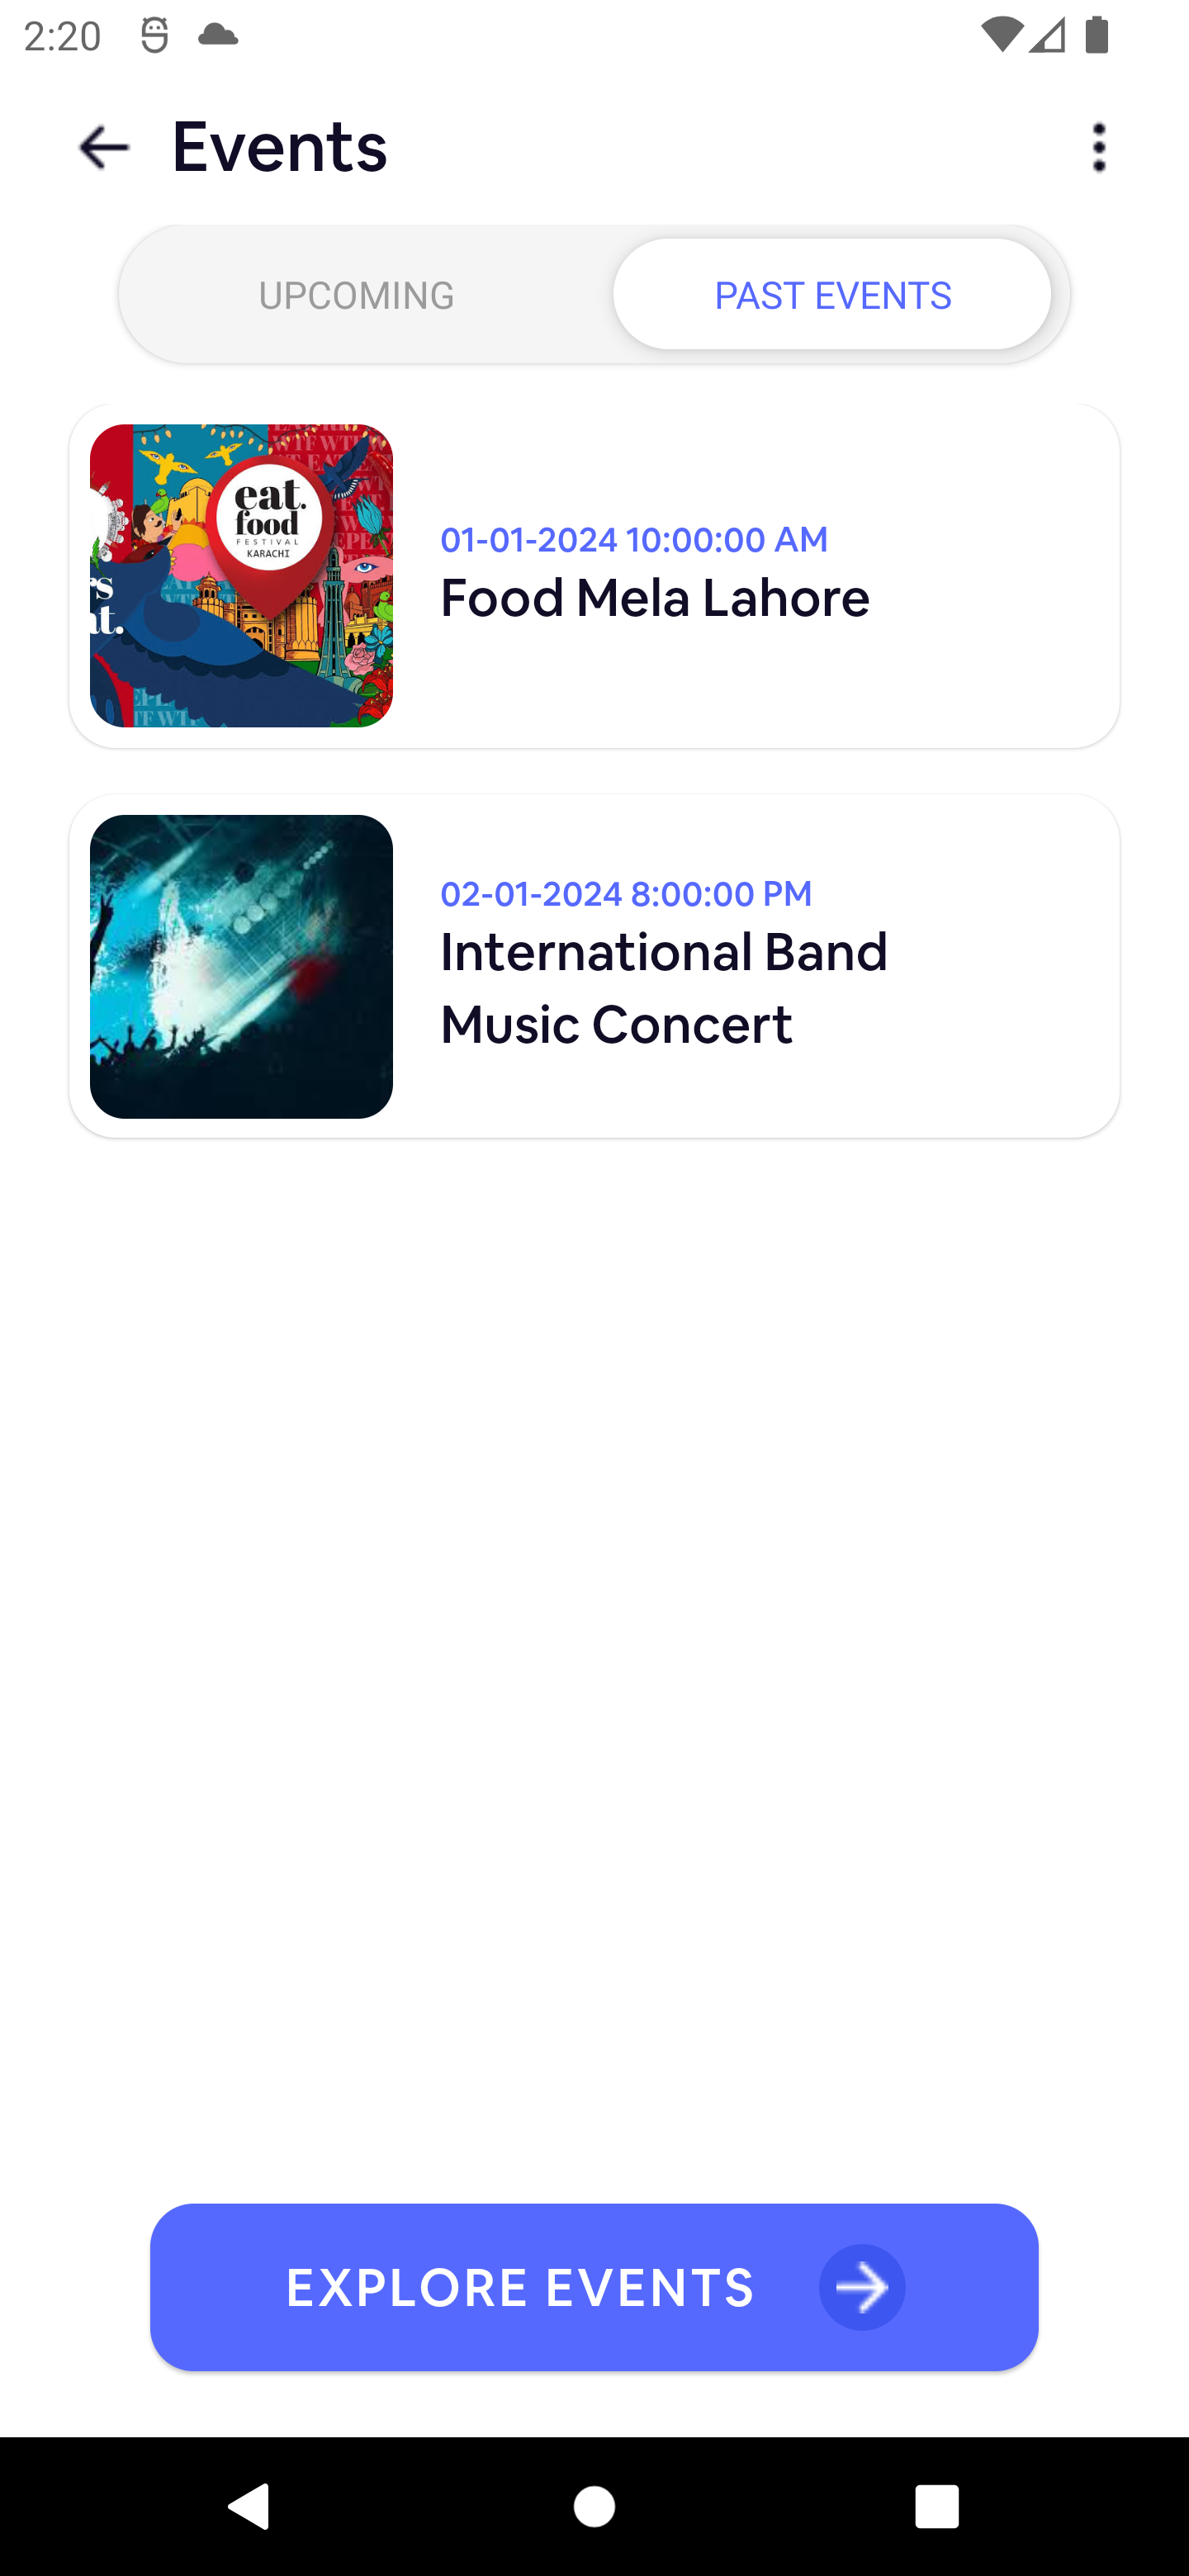 2:20
Events
UPCOMING
PAST EVENTS
eat.
food
FESTIVAL
KARACHI
01-01-2024 10:00:00 AM
Food Mela Lahore
02-01-2024 8:00:00 PM
International Band
Music Concert
EXPLORE EVENTS